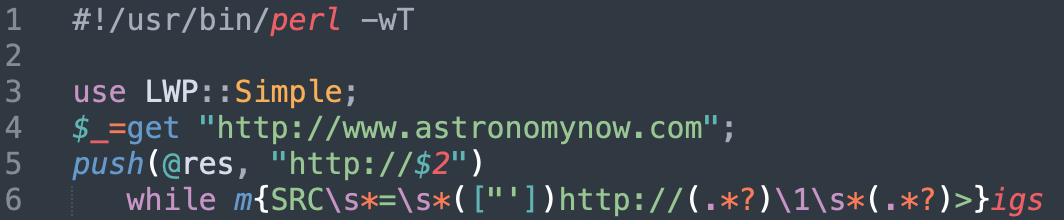 1 #!/usr/bin/perl -wT
2
3 use LWP::Simple;
4 $_=get "http://www.astronomynow.com";
5 push(@res, "http://$2")
6 while m{SRC\s*=\s*(["'])http://(.*?)\1\s*(.*?)>}igs